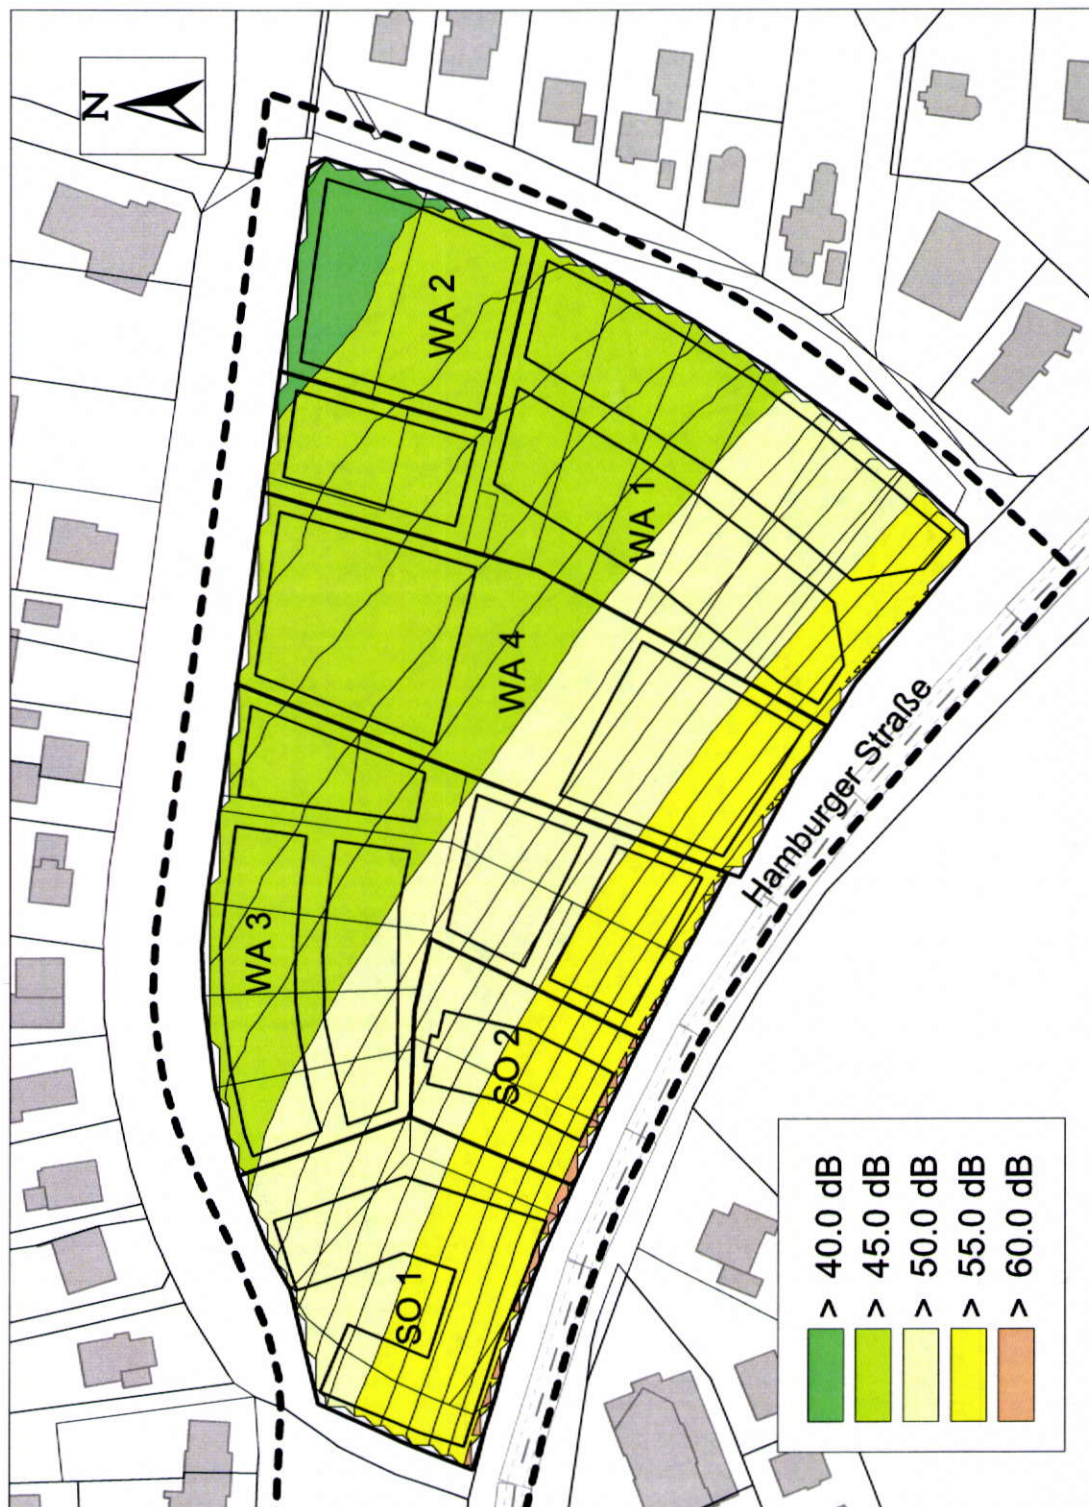 N
WA 2
WA 1
WA 4
WA 3
SO 2
SO 1
Hamburger Straße
> 40.0 dB
> 45.0 dB
> 50.0 dB
> 55.0 dB
> 60.0 dB